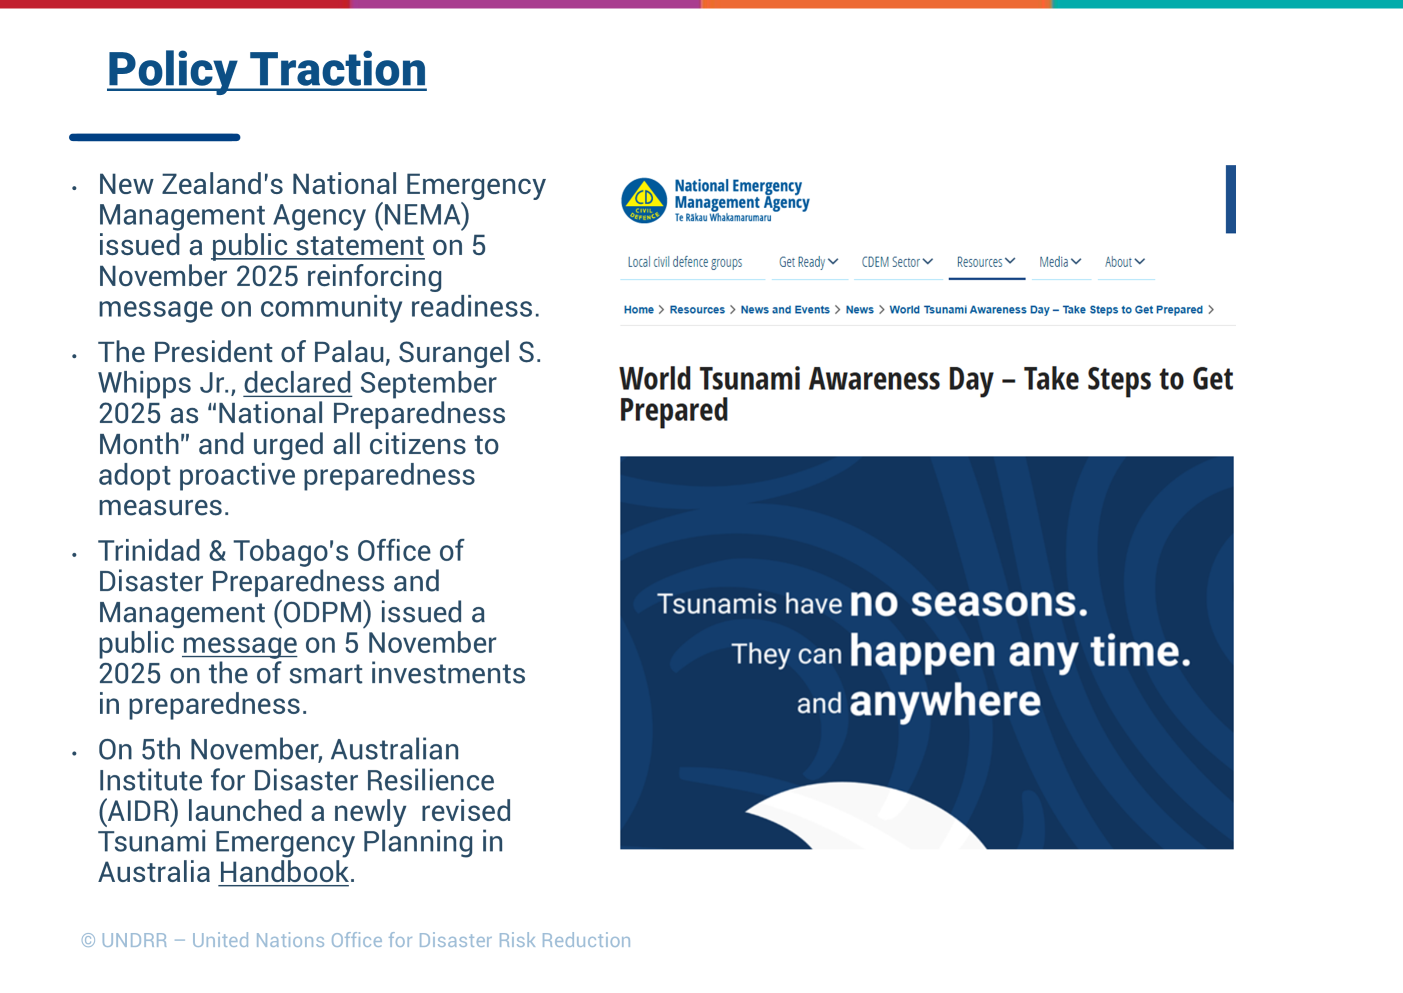 Policy Traction
• New Zealand's National Emergency
Management Agency (NEMA)
issued a public statement on 5
November 2025 reinforcing
message on community readiness.
• The President of Palau, Surangel S.
Whipps Jr., declared September
2025 as “National Preparedness
Month” and urged all citizens to
adopt proactive preparedness
measures.
• Trinidad & Tobago's Office of
Disaster Preparedness and
Management (ODPM) issued a
public message on 5 November
2025 on the of smart investments
in preparedness.
• On 5th November, Australian
Institute for Disaster Resilience
(AIDR) launched a newly  revised
Tsunami Emergency Planning in
Australia Handbook.
CD
CIVIL
DEFENCE
National Emergency
Management Agency
Te Rākau Whakamarumaru
Local civil defence groups Get Ready CDEM Sector Resources Media About
Home > Resources > News and Events > News > World Tsunami Awareness Day – Take Steps to Get Prepared >
World Tsunami Awareness Day – Take Steps to Get
Prepared
Tsunamis have no seasons.
They can happen any time.
and anywhere
© UNDRR – United Nations Office for Disaster Risk Reduction